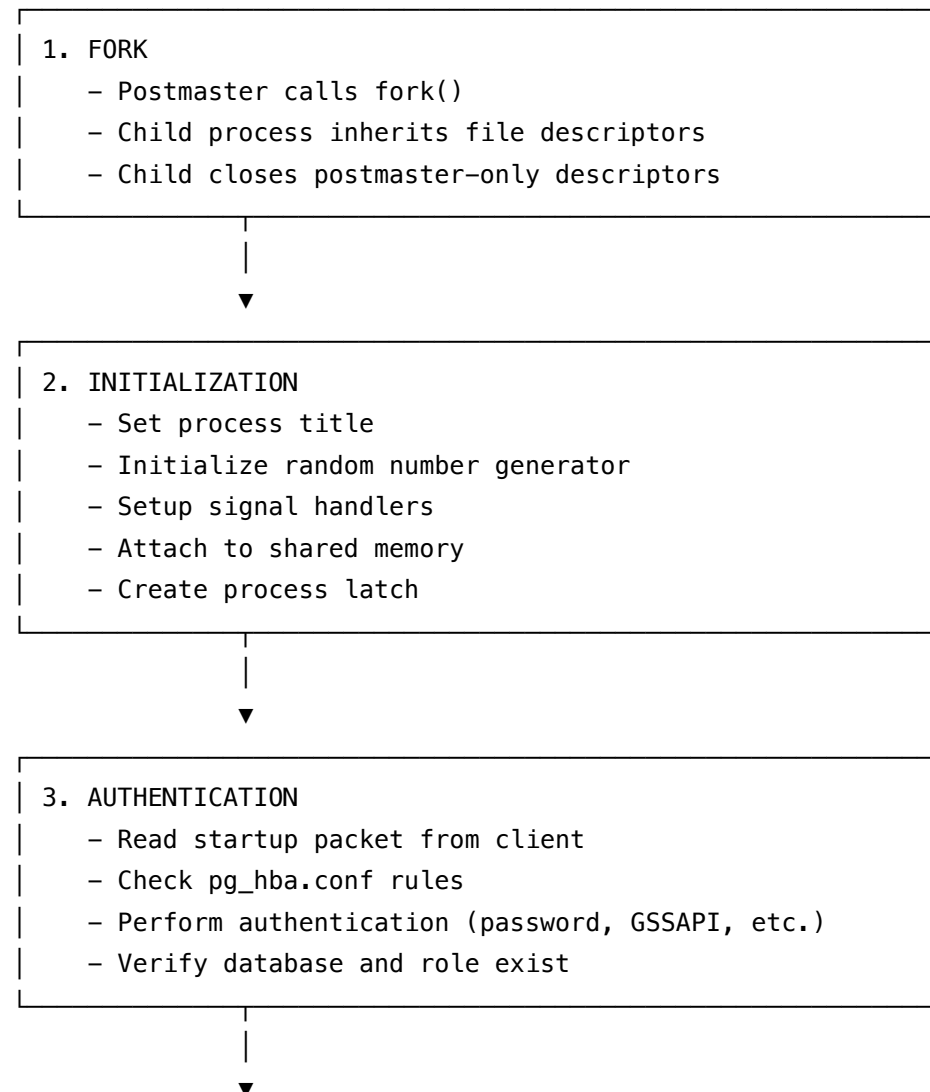 1. FORK
– Postmaster calls fork()
– Child process inherits file descriptors
– Child closes postmaster–only descriptors
2. INITIALIZATION
– Set process title
– Initialize random number generator
– Setup signal handlers
– Attach to shared memory
– Create process latch
3. AUTHENTICATION
– Read startup packet from client
– Check pg_hba.conf rules
– Perform authentication (password, GSSAPI, etc.)
– Verify database and role exist